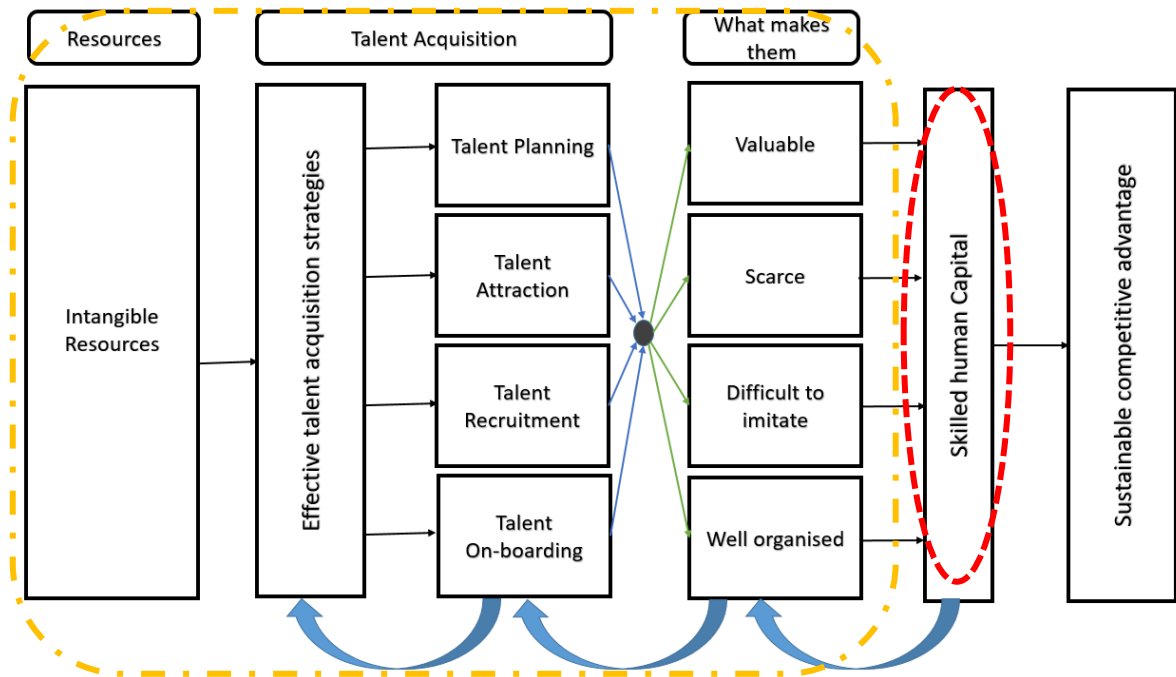 Resources
Talent Acquisition
What makes
them
Intangible
Resources
Effective talent acquisition strategies
Talent Planning
Talent
Attraction
Talent
Recruitment
Talent
On-boarding
Valuable
Scarce
Difficult to
imitate
Well organised
Skilled human Capital
Sustainable competitive advantage